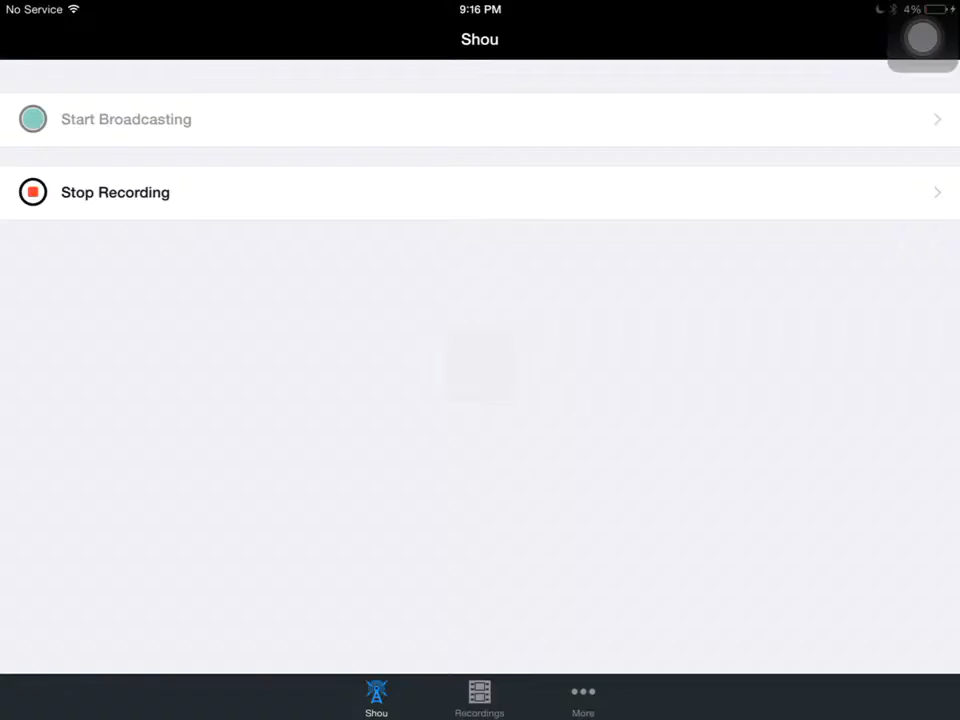 No Service
9:16 PM
4%
Shou
Start Broadcasting
Stop Recording
Shou
Recordings
More